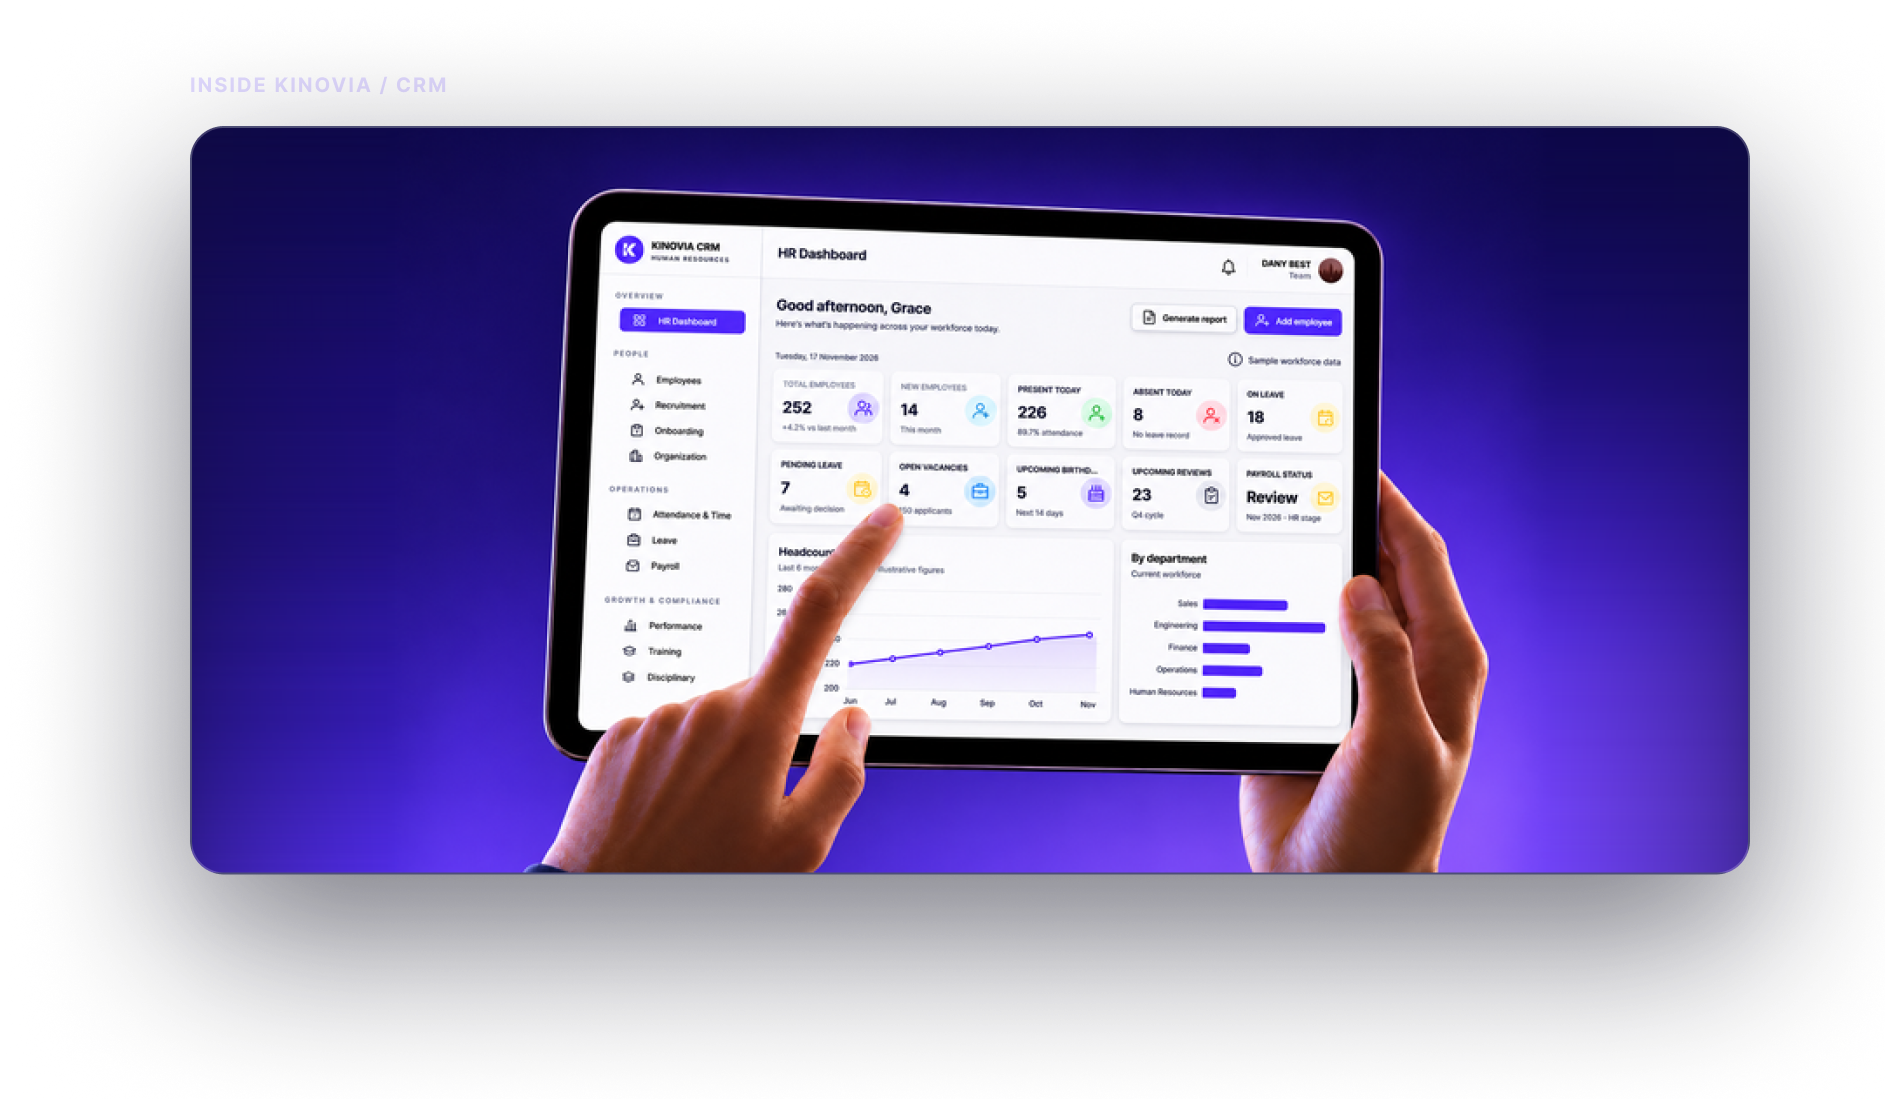 INSIDE KINOVIA / CRM
KINOVIA CRM
HUMAN RESOURCES
HR Dashboard
DANY BEST
Team
OVERVIEW
HR Dashboard
PEOPLE
Employees
Recruitment
Onboarding
Organization
OPERATIONS
Attendance & Time
Leave
Payroll
GROWTH & COMPLIANCE
Performance
Training
Disciplinary
Good afternoon, Grace
Here's what's happening across your workforce today.
Generate report
Add employee
Tuesday, 17 November 2026
Sample workforce data
TOTAL EMPLOYEES
252
+4.2% vs last month
NEW EMPLOYEES
14
This month
PRESENT TODAY
226
89.7% attendance
ABSENT TODAY
8
No leave record
ON LEAVE
18
Approved leave
PENDING LEAVE
7
Awaiting decision
OPEN VACANCIES
4
applicants
UPCOMING BIRTHD...
5
Next 14 days
UPCOMING REVIEWS
23
Q4 cycle
PAYROLL STATUS
Review
Nov 2026 - HR stage
Last 6
figures
280
220
200
Jun Jul Aug Sep Oct Nov
By department
Current workforce
Sales
Engineering
Finance
Operations
Human Resources